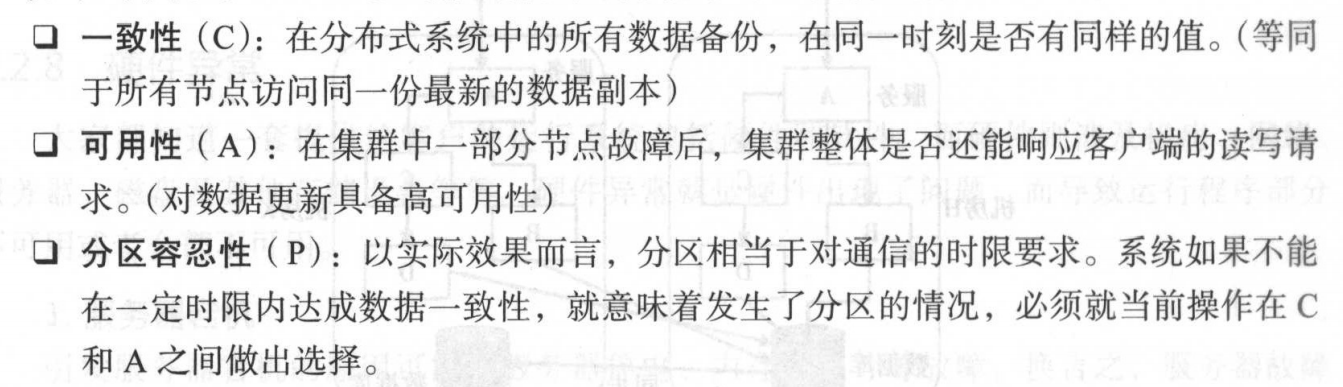 ❑ 一致性（C）：在分布式系统中的所有数据备份，在同一时刻是否有同样的值。（等同
于所有节点访问同一份最新的数据副本）
❑ 可用性（A）：在集群中一部分节点故障后，集群整体是否还能响应客户端的读写请
求。（对数据更新具备高可用性）
❑ 分区容忍性（P）：以实际效果而言，分区相当于对通信的时限要求。系统如果不能
在一定时限内达成数据一致性，就意味着发生了分区的情况，必须就当前操作在 C
和 A 之间做出选择。